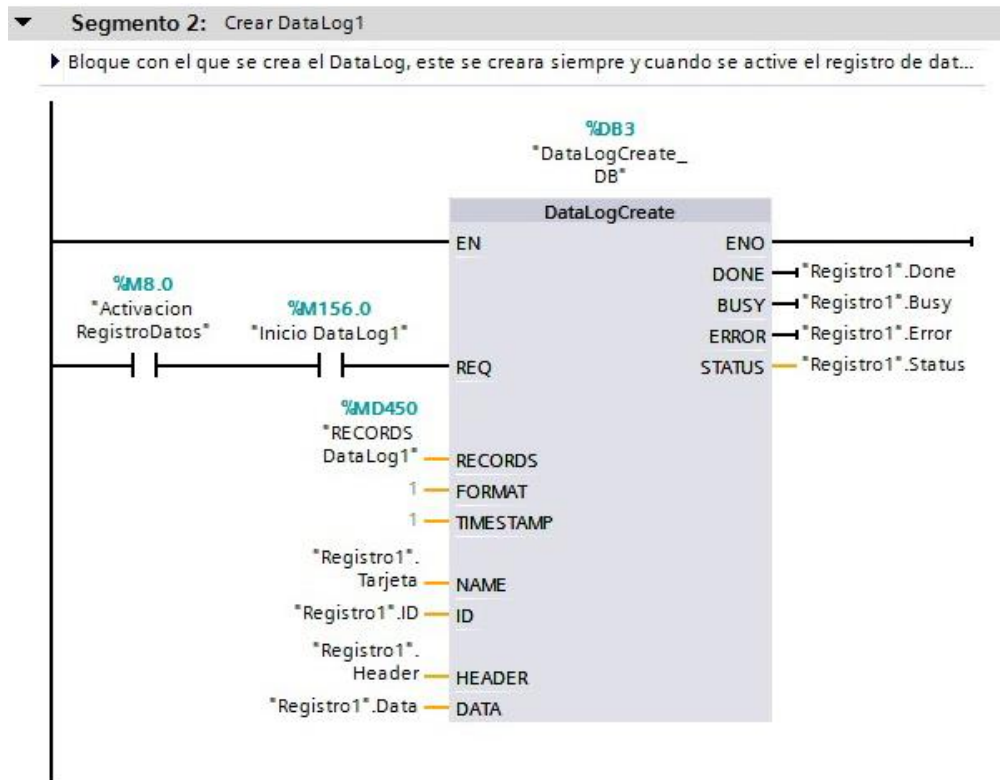 Segmento 2: Crear DataLog1
Bloque con el que se crea el DataLog, este se creara siempre y cuando se active el registro de dat...
%DB3
"DataLogCreate_
DB"
DataLogCreate
EN
ENO
DONE
"Registro1".Done
BUSY
"Registro1".Busy
ERROR
"Registro1".Error
STATUS
"Registro1".Status
%M8.0
"Activacion
RegistroDatos"
%M156.0
"Inicio DataLog1"
REQ
%MD450
"RECORDS
DataLog1"
RECORDS
1
FORMAT
1
TIMESTAMP
"Registro1".
Tarjeta
NAME
"Registro1".ID
ID
"Registro1".
Header
HEADER
"Registro1".Data
DATA